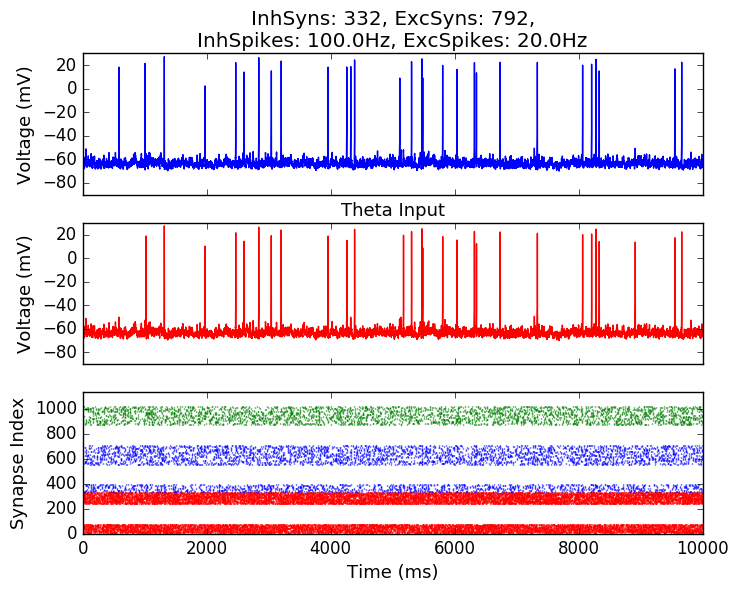 InhSyns: 332, ExcSyns: 792,
InhSpikes: 100.0Hz, ExcSpikes: 20.0Hz
20
0
−20
−40
−60
−80
Voltage (mV)
Theta Input
20
0
−20
−40
−60
−80
Voltage (mV)
1000
800
600
400
200
0
Synapse Index
0 2000 4000 6000 8000 10000
Time (ms)